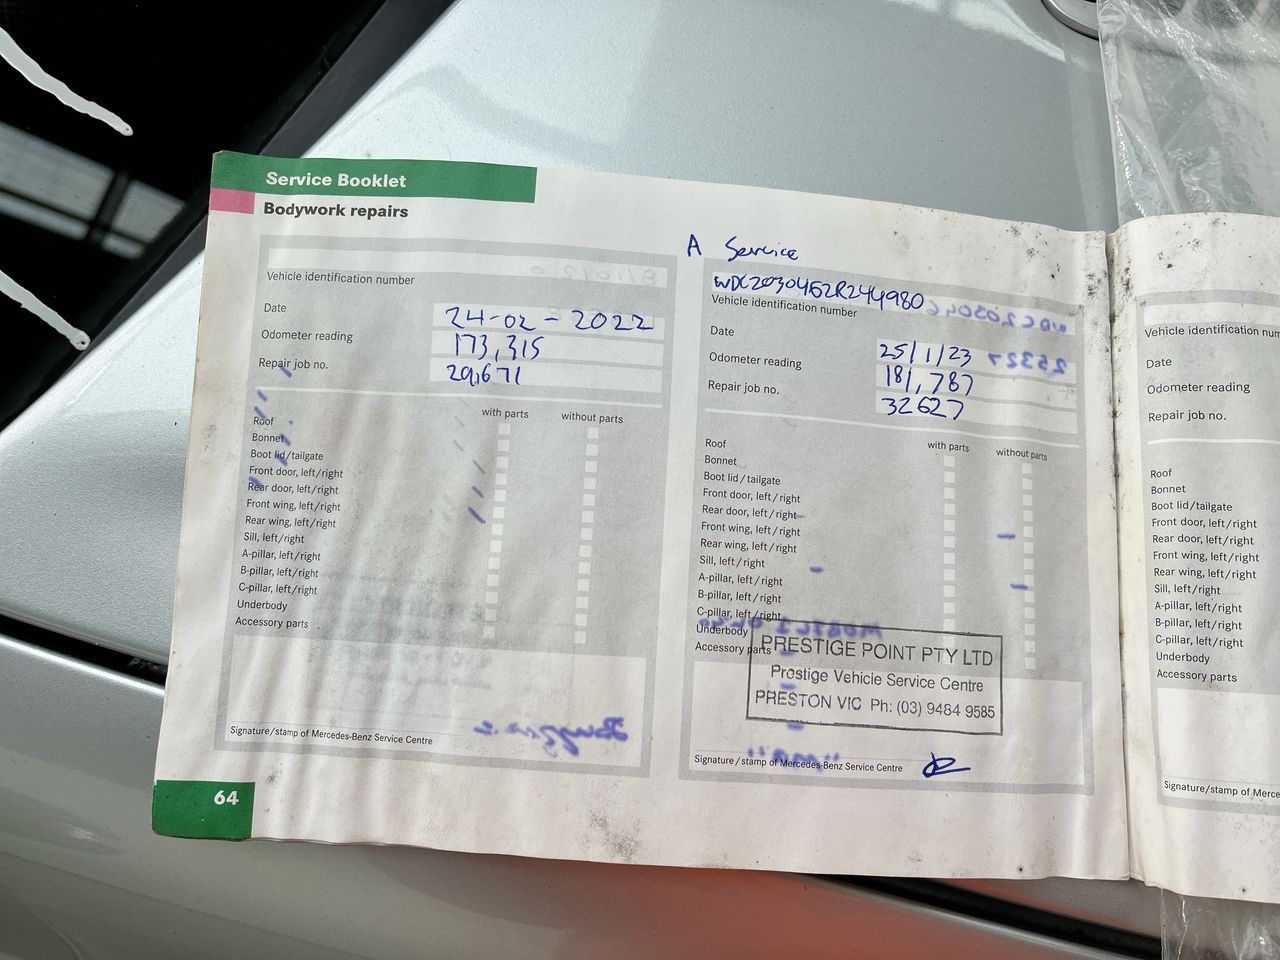 Service Booklet
Bodywork repairs
Vehicle identification number
Date 24-02-2022
Odometer reading 173,315
Repair job no. 29,671
with parts without parts
Roof
Bonnet
Boot lid/tailgate
Front door, left/right
Rear door, left/right
Front wing, left/right
Rear wing, left/right
Sill, left/right
A-pillar, left/right
B-pillar, left/right
C-pillar, left/right
Underbody
Accessory parts
Signature/stamp of Mercedes-Benz Service Centre
64
A Service
WDC2030462R244980
Vehicle identification number
Date 25/1/23
Odometer reading 181,787
Repair job no. 32627
with parts without parts
Roof
Bonnet
Boot lid/tailgate
Front door, left/right
Rear door, left/right
Front wing, left/right
Rear wing, left/right
Sill, left/right
A-pillar, left/right
B-pillar, left/right
C-pillar, left/right
Underbody
Accessory parts
PRESTIGE POINT PTY LTD
Prestige Vehicle Service Centre
PRESTON VIC Ph: (03) 9484 9585
Signature/stamp of Mercedes-Benz Service Centre
Vehicle identification num
Date
Odometer reading
Repair job no.
Roof
Bonnet
Boot lid/tailgate
Front door, left/right
Rear door, left/right
Front wing, left/right
Rear wing, left/right
Sill, left/right
A-pillar, left/right
B-pillar, left/right
C-pillar, left/right
Underbody
Accessory parts
Signature/stamp of Merce